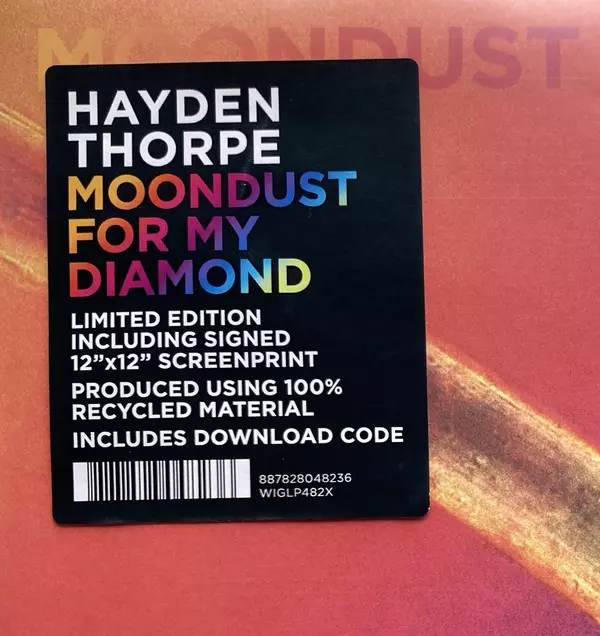 MOONDUST
HAYDEN
THORPE
MOONDUST
FOR MY
DIAMOND
LIMITED EDITION
INCLUDING SIGNED
12”x12” SCREENPRINT
PRODUCED USING 100%
RECYCLED MATERIAL
INCLUDES DOWNLOAD CODE
887828048236
WIGLP482X